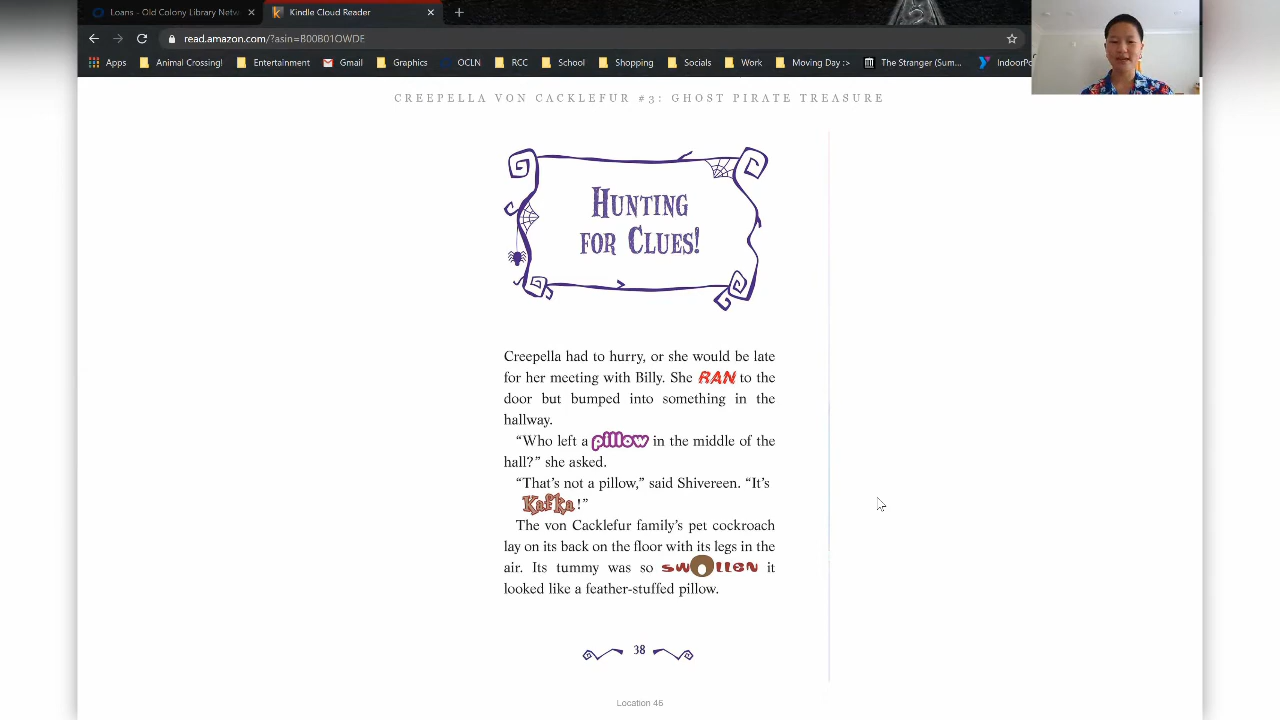 Loans - Old Colony Library Netw
Kindle Cloud Reader
read.amazon.com/?asin=B00B01OWDE
Apps Animal Crossing! Entertainment Gmail Graphics OCLN RCC School Shopping Socials Work Moving Day :> The Stranger (Sum... IndoorPo
CREEPELLA VON CACKLEFUR #3: GHOST PIRATE TREASURE
HUNTING
FOR CLUES!
Creepella had to hurry, or she would be late
for her meeting with Billy. She RAN to the
door but bumped into something in the
hallway.
“Who left a pillow in the middle of the
hall?” she asked.
“That’s not a pillow,” said Shivereen. “It’s
Kafka!”
The von Cacklefur family’s pet cockroach
lay on its back on the floor with its legs in the
air. Its tummy was so swollen it
looked like a feather-stuffed pillow.
38
Location 46